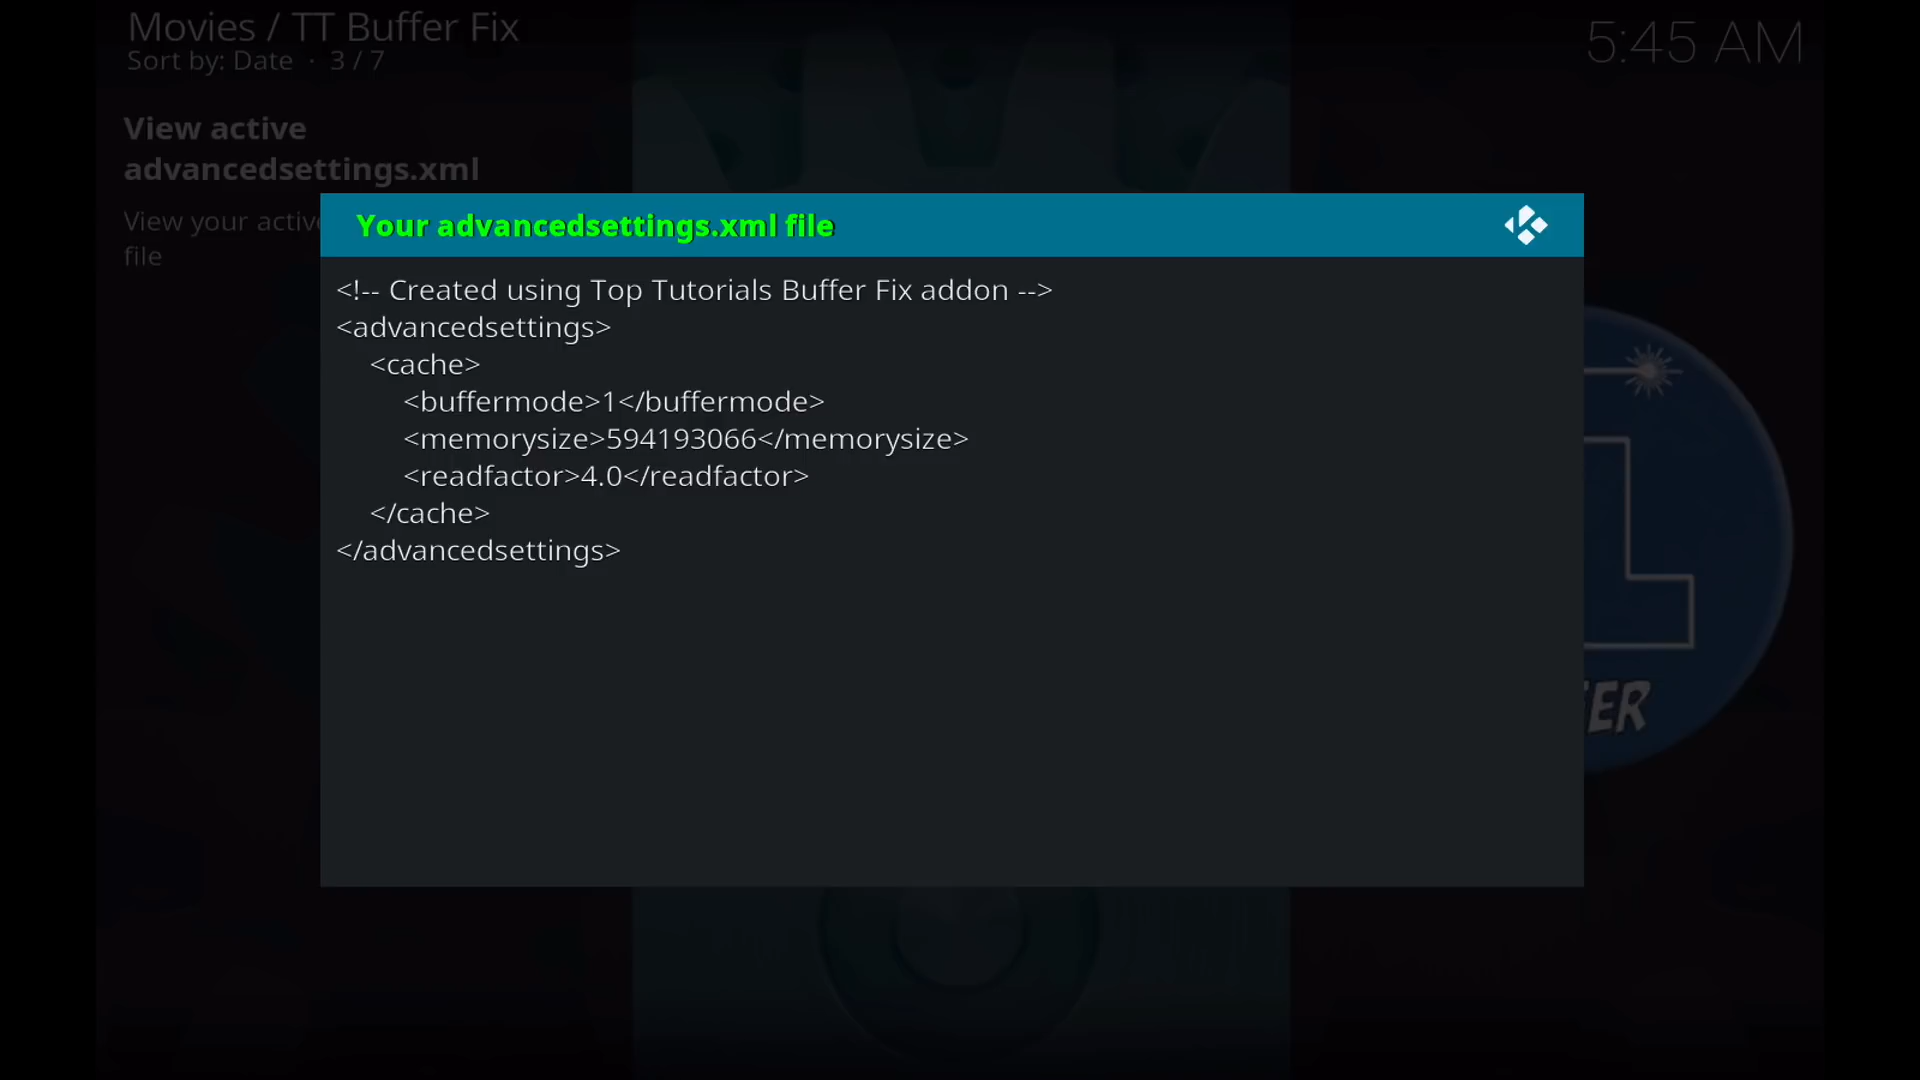 Movies / TT Buffer Fix
Sort by: Date · 3 / 7
5:45 AM
View active
advancedsettings.xml
View your active
file
Your advancedsettings.xml file
<!-- Created using Top Tutorials Buffer Fix addon -->
<advancedsettings>
<cache>
<buffermode>1</buffermode>
<memorysize>594193066</memorysize>
<readfactor>4.0</readfactor>
</cache>
</advancedsettings>